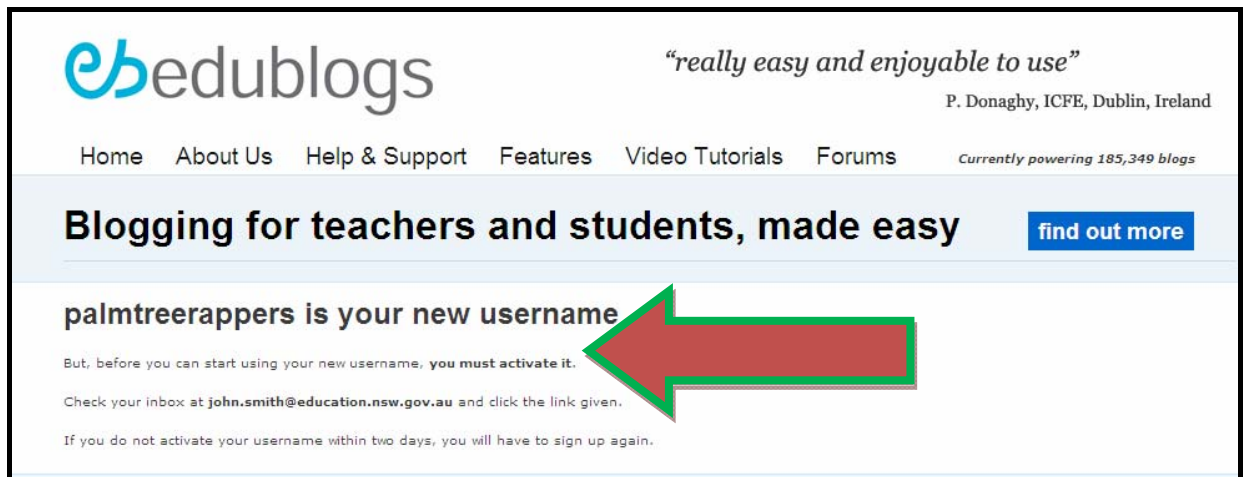 edublogs
“really easy and enjoyable to use”
P. Donaghy, ICFE, Dublin, Ireland
Home About Us Help & Support Features Video Tutorials Forums
Currently powering 185,349 blogs
Blogging for teachers and students, made easy
find out more
palmtreerappers is your new username
But, before you can start using your new username, you must activate it.
Check your inbox at john.smith@education.nsw.gov.au and click the link given.
If you do not activate your username within two days, you will have to sign up again.